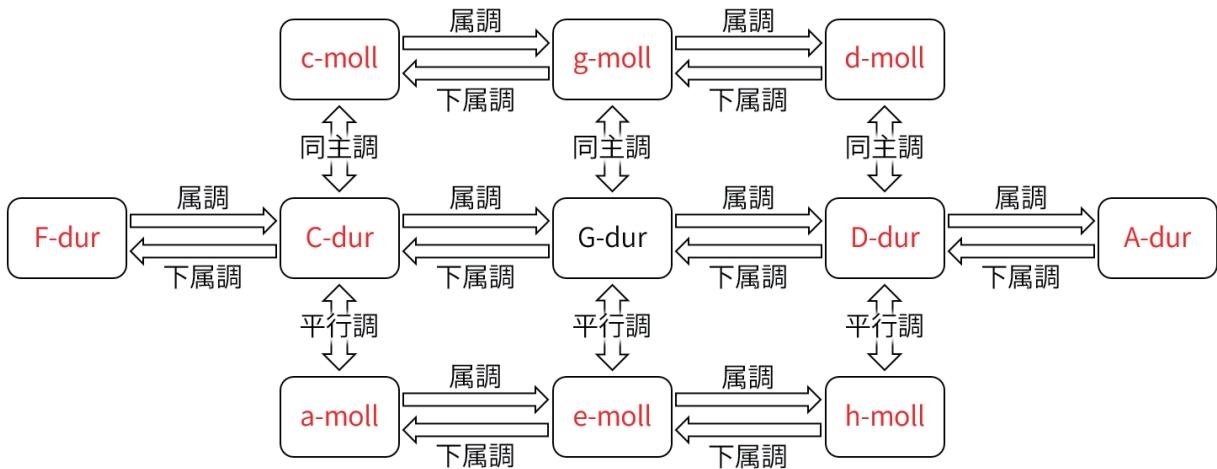 属調 属調
c-moll g-moll d-moll
下属調 下属調
同主調 同主調 同主調
属調 属調 属調 属調
F-dur C-dur G-dur D-dur A-dur
下属調 下属調 下属調 下属調
平行調 平行調 平行調
属調 属調
a-moll e-moll h-moll
下属調 下属調